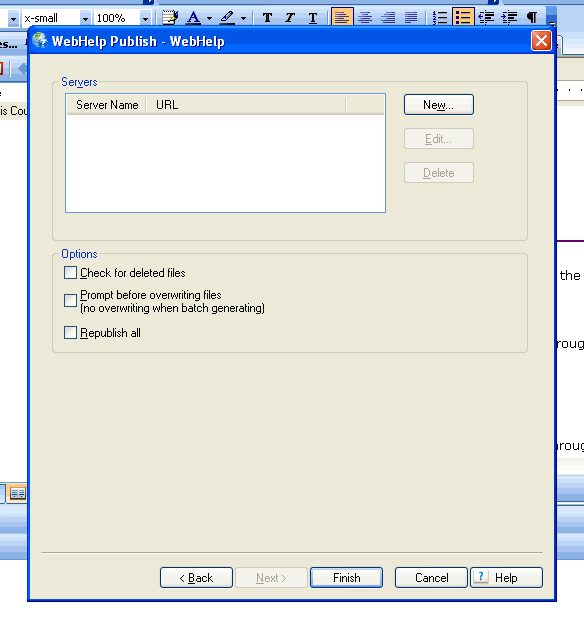 x-small 100% A T T T ¶
es... WebHelp Publish - WebHelp
Servers
Server Name URL New...
is Cou
Edit...
Delete
Options
Check for deleted files
the
Prompt before overwriting files
(no overwriting when batch generating)
Republish all
roug
hroug
< Back Next > Finish Cancel ? Help